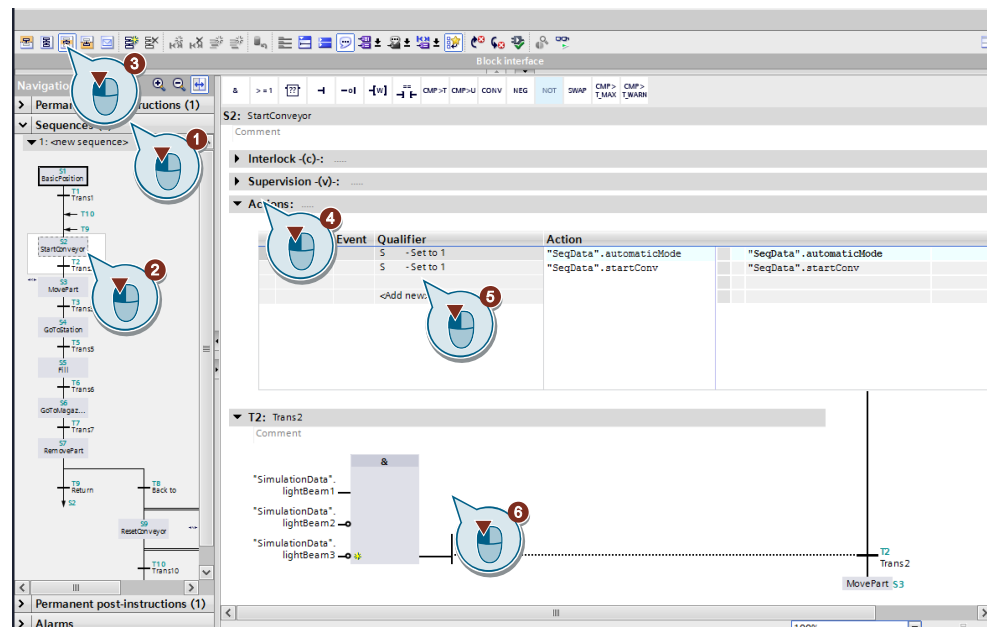 Block interface
3
Navigation
Permanent pre-instructions (1)
Sequences
1: <new sequence>
1
S1
BasicPosition
T1
Trans1
T10
T9
S2
StartConveyor
T2
Trans
2
S3
MovePart
T3
Trans
S4
GoToStation
T5
Trans5
S5
Fill
T6
Trans6
S6
GoToMagaz...
T7
Trans7
S7
RemovePart
T9
Return
T8
Back to
S2
S9
ResetConveyor
T10
Trans10
Permanent post-instructions (1)
Alarms
& >=1 [??] [w] == CMP>T CMP>U CONV NEG NOT SWAP CMP> T_MAX CMP> T_WARN
S2: StartConveyor
Comment
Interlock -(c)-: .....
Supervision -(v)-: .....
Actions: .....
4
Event Qualifier Action
S - Set to 1 "SeqData".automaticMode "SeqData".automaticMode
S - Set to 1 "SeqData".startConv "SeqData".startConv
<Add new>
5
T2: Trans2
Comment
&
"SimulationData".
lightBeam1
"SimulationData".
lightBeam2
"SimulationData".
lightBeam3
6
T2
Trans2
MovePart S3
100%